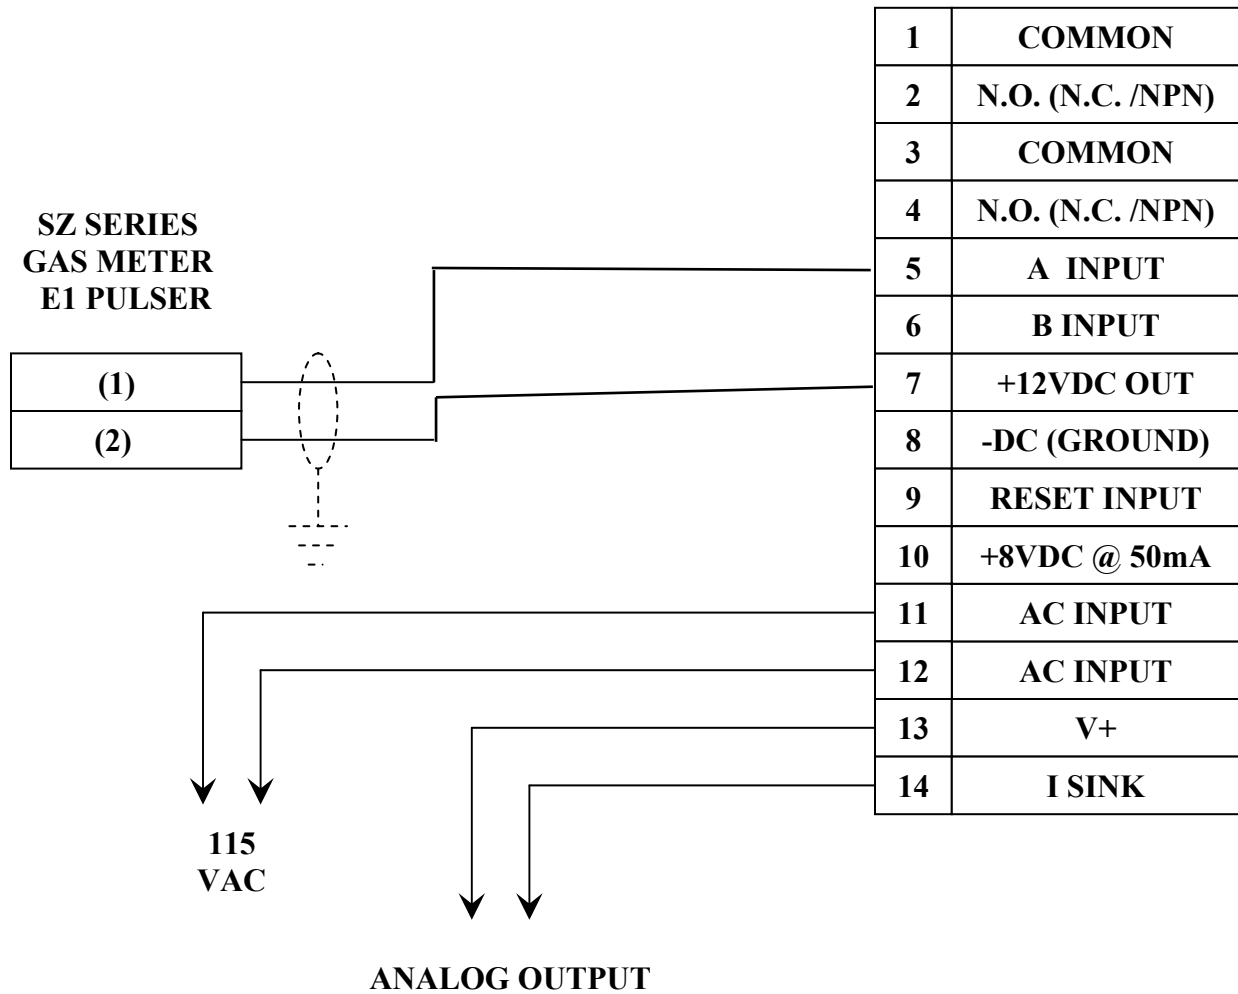 1 COMMON
2 N.O. (N.C. /NPN)
3 COMMON
4 N.O. (N.C. /NPN)
5 A INPUT
6 B INPUT
7 +12VDC OUT
8 -DC (GROUND)
9 RESET INPUT
10 +8VDC @ 50mA
11 AC INPUT
12 AC INPUT
13 V+
14 I SINK
SZ SERIES
GAS METER
E1 PULSER
(1)
(2)
115
VAC
ANALOG OUTPUT